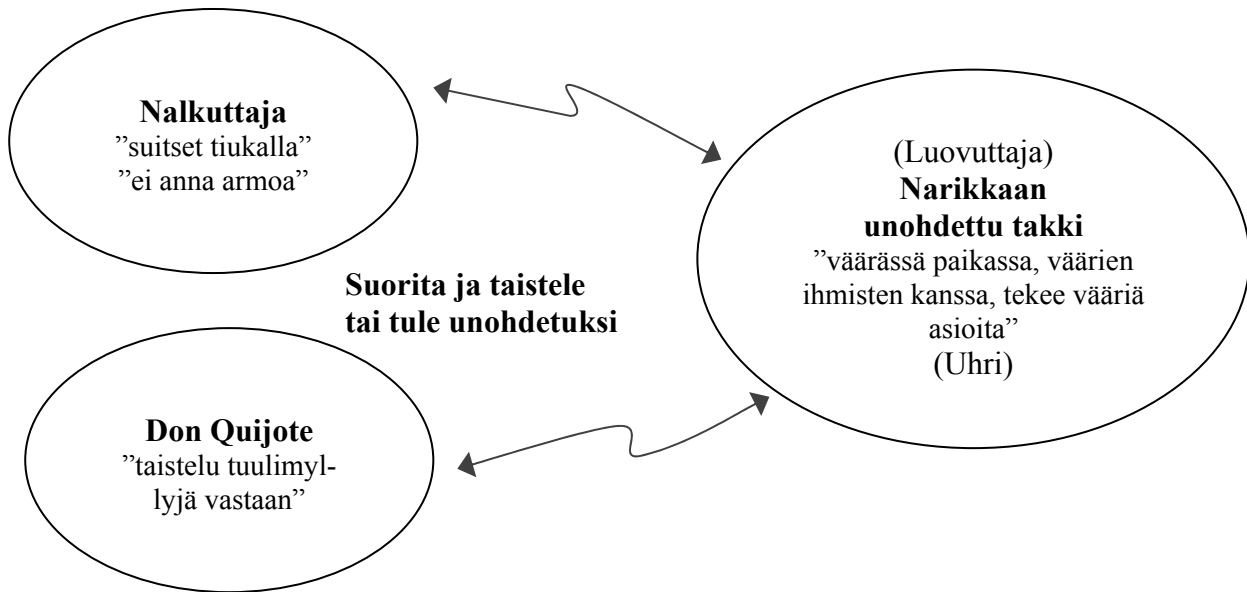 Nalkuttaja
”suitset tiukalla”
”ei anna armoa”
(Luovuttaja)
Narikkaan
unohdettu takki
”väärässä paikassa, väärien
ihmisten kanssa, tekee vääriä
asioita”
(Uhri)
Suorita ja taistele
tai tule unohdetuksi
Don Quijote
”taistelu tuulimyl-
lyjä vastaan”